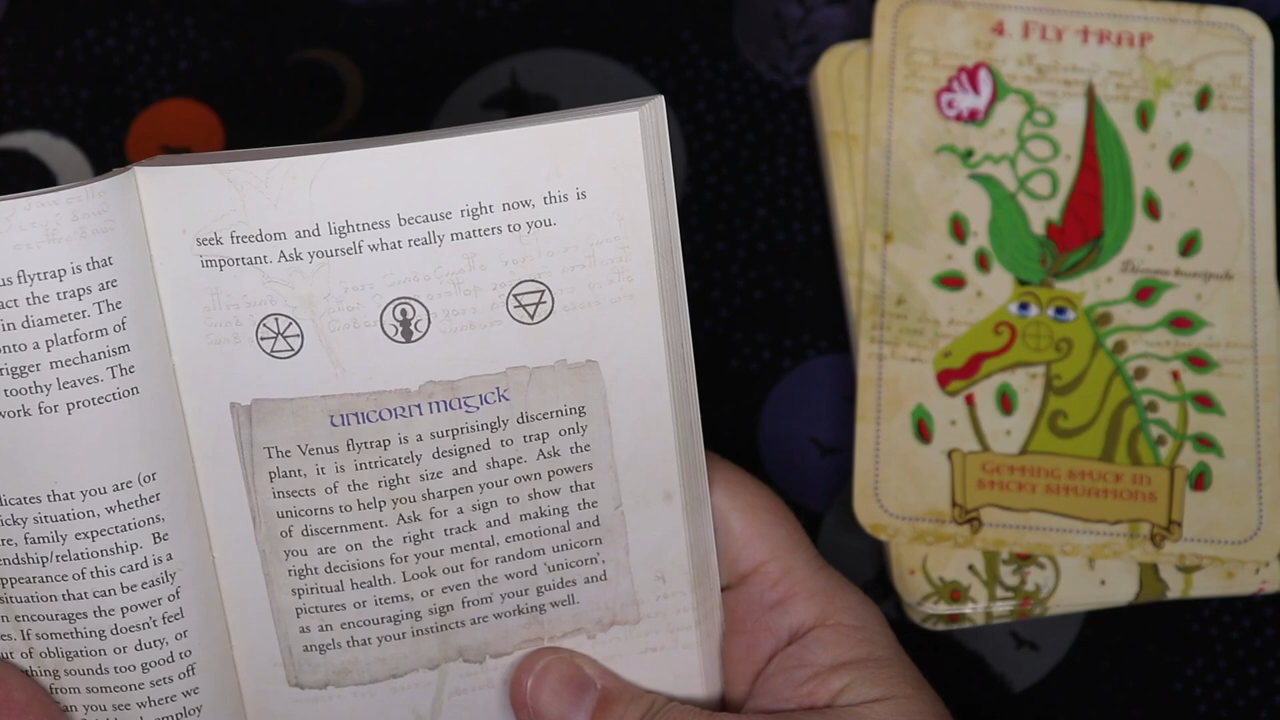 us flytrap is that
act the traps are
in diameter. The
onto a platform of
rigger mechanism
toothy leaves. The
work for protection
dicates that you are (or
icky situation, whether
re, family expectations,
endship/relationship. Be
ppearance of this card is a
situation that can be easily
n encourages the power of
es. If something doesn't feel
ut of obligation or duty, or
thing sounds too good to
from someone sets off
Can you see where we
employ
seek freedom and lightness because right now, this is
important. Ask yourself what really matters to you.
UNICORN MAGICK
The Venus flytrap is a surprisingly discerning
plant, it is intricately designed to trap only
insects of the right size and shape. Ask the
unicorns to help you sharpen your own powers
of discernment. Ask for a sign to show that
you are on the right track and making the
right decisions for your mental, emotional and
spiritual health. Look out for random unicorn
pictures or items, or even the word 'unicorn',
as an encouraging sign from your guides and
angels that your instincts are working well.
4. FLY TRAP
GETTING STUCK IN
STICKY SITUATIONS